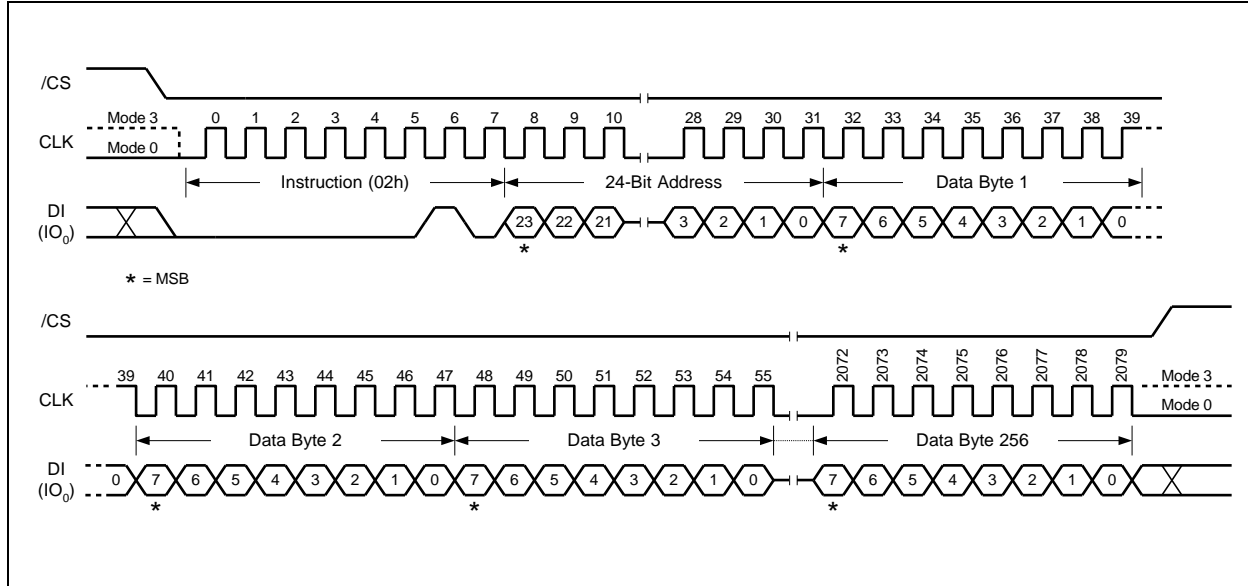 /CS
Mode 3 0 1 2 3 4 5 6 7 8 9 10 28 29 30 31 32 33 34 35 36 37 38 39
CLK
Mode 0
Instruction (02h) 24-Bit Address Data Byte 1
DI
(IO0) 23 22 21 3 2 1 0 7 6 5 4 3 2 1 0
* *
* = MSB
/CS
39 40 41 42 43 44 45 46 47 48 49 50 51 52 53 54 55 2072 2073 2074 2075 2076 2077 2078 2079 Mode 3
CLK
Mode 0
Data Byte 2 Data Byte 3 Data Byte 256
DI
(IO0) 0 7 6 5 4 3 2 1 0 7 6 5 4 3 2 1 0 7 6 5 4 3 2 1 0
* * *